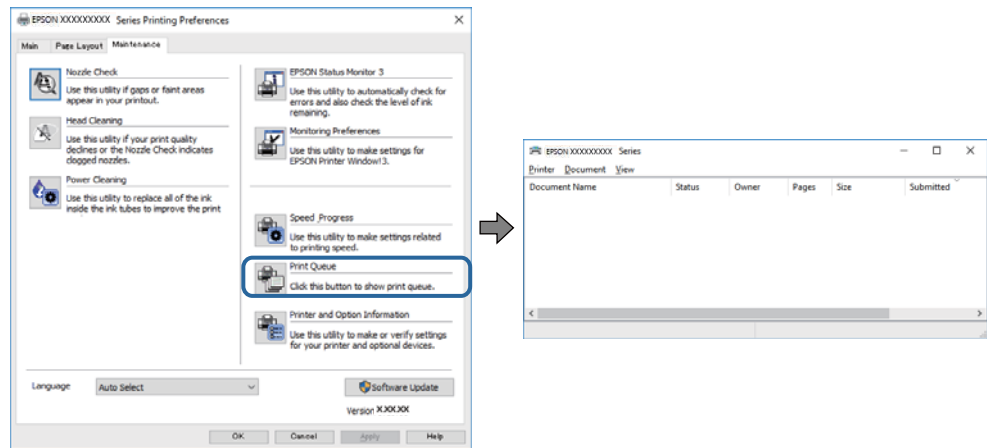 EPSON XXXXXXXXX Series Printing Preferences
Main Page Layout Maintenance
Nozzle Check
Use this utility if gaps or faint areas
appear in your printout.
Head Cleaning
Use this utility if your print quality
declines or the Nozzle Check indicates
clogged nozzles.
Power Cleaning
Use this utility to replace all of the ink
inside the ink tubes to improve the print
EPSON Status Monitor 3
Use this utility to automatically check for
errors and also check the level of ink
remaining.
Monitoring Preferences
Use this utility to make settings for
EPSON Printer Window!3.
Speed Progress
Use this utility to make settings related
to printing speed.
Print Queue
Click this button to show print queue.
Printer and Option Information
Use this utility to make or verify settings
for your printer and optional devices.
Language Auto Select
Software Update
Version X.XX.XX
OK Cancel Apply Help
EPSON XXXXXXXXX Series
Printer Document View
Document Name Status Owner Pages Size Submitted